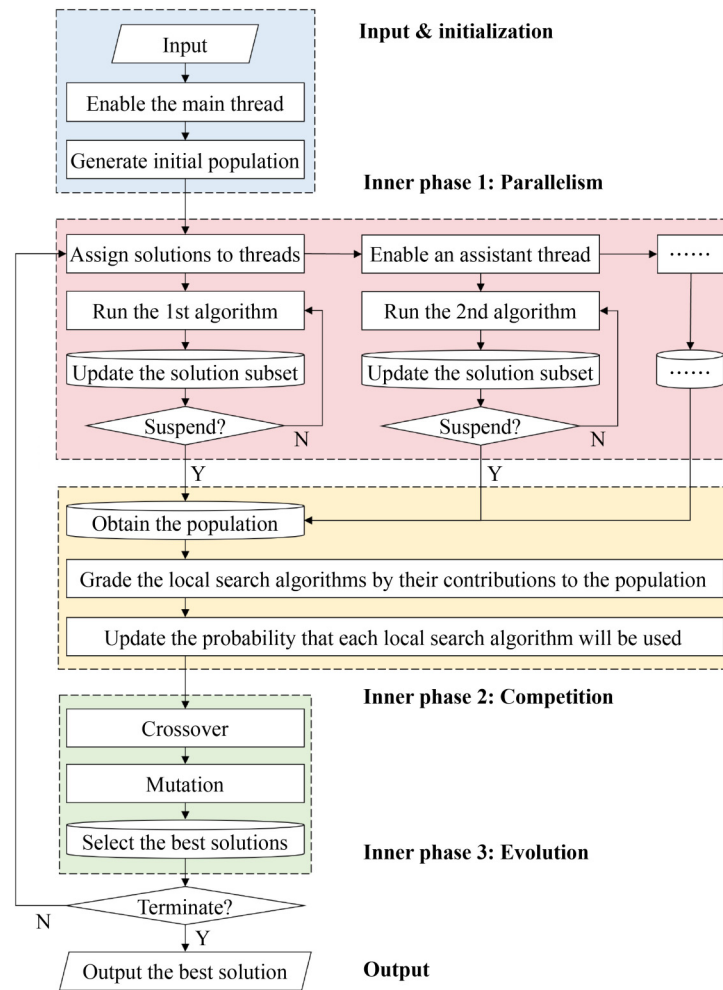 Input & initialization
Input
Enable the main thread
Generate initial population
Inner phase 1: Parallelism
Assign solutions to threads
Enable an assistant thread
……
Run the 1st algorithm
Run the 2nd algorithm
Update the solution subset
Update the solution subset
……
Suspend?
N
Suspend?
N
Y
Y
Obtain the population
Grade the local search algorithms by their contributions to the population
Update the probability that each local search algorithm will be used
Inner phase 2: Competition
Crossover
Mutation
Select the best solutions
Inner phase 3: Evolution
Terminate?
N
Y
Output the best solution
Output